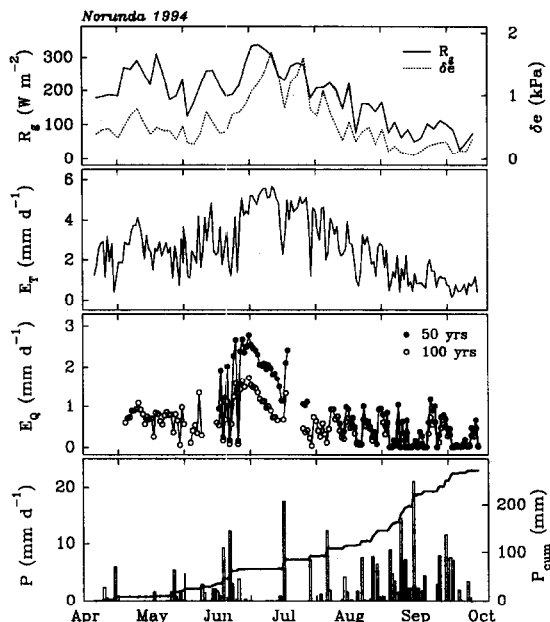 Norunda 1994
R_g (W m⁻²)
300
200
100
0
R_g
δe
2
1
0
δe (kPa)
E_T (mm d⁻¹)
6
4
2
0
E_Q (mm d⁻¹)
3
2
1
0
50 yrs
100 yrs
P (mm d⁻¹)
20
10
0
200
100
0
P_cum (mm)
Apr May Jun Jul Aug Sep Oct